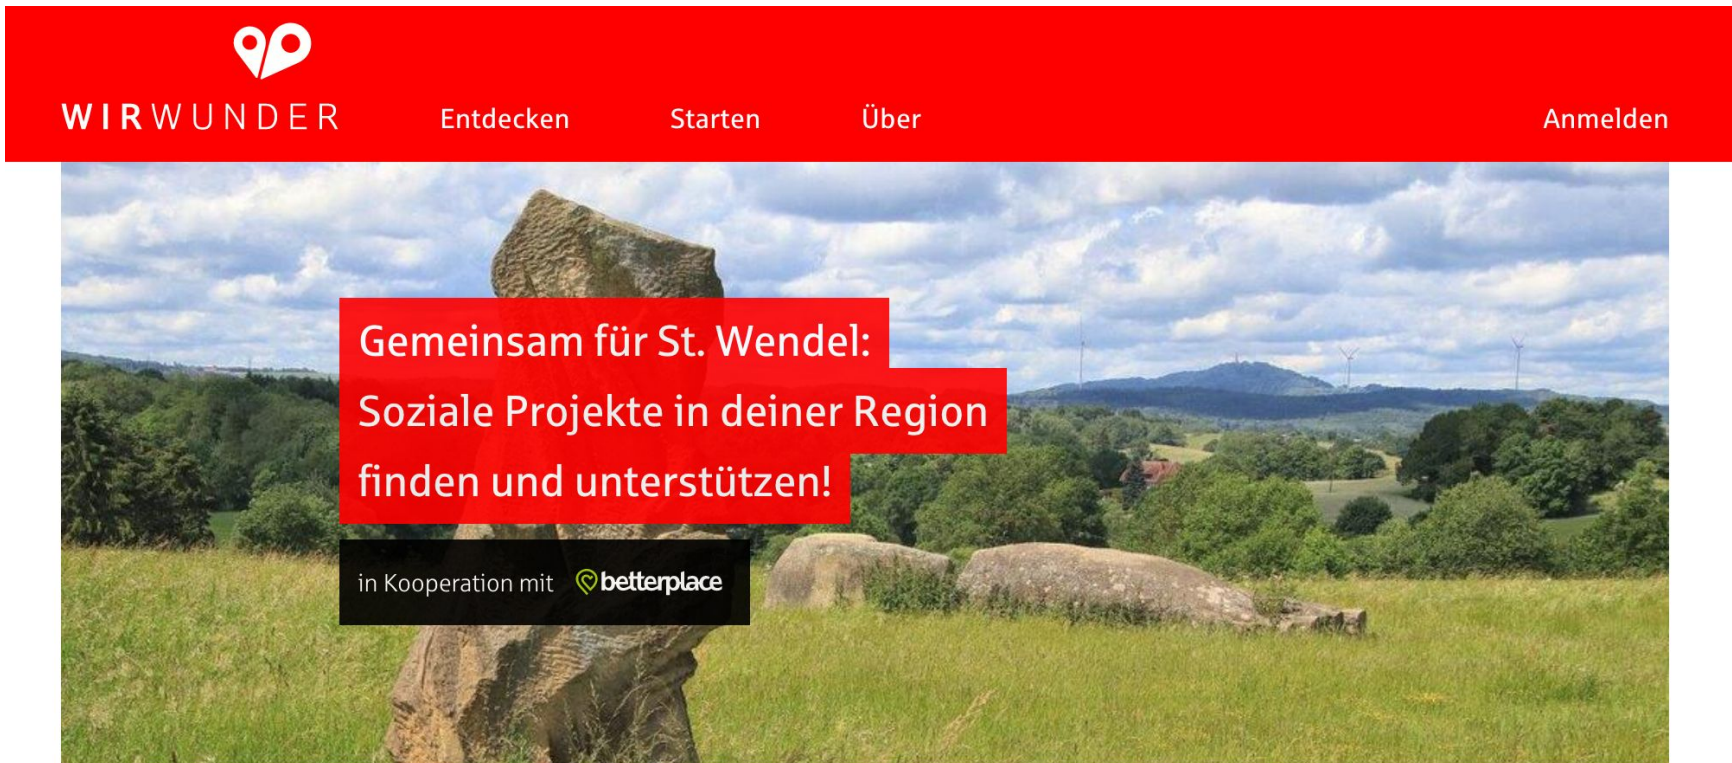 WIRWUNDER
Entdecken
Starten
Über
Anmelden
Gemeinsam für St. Wendel:
Soziale Projekte in deiner Region
finden und unterstützen!
in Kooperation mit betterplace